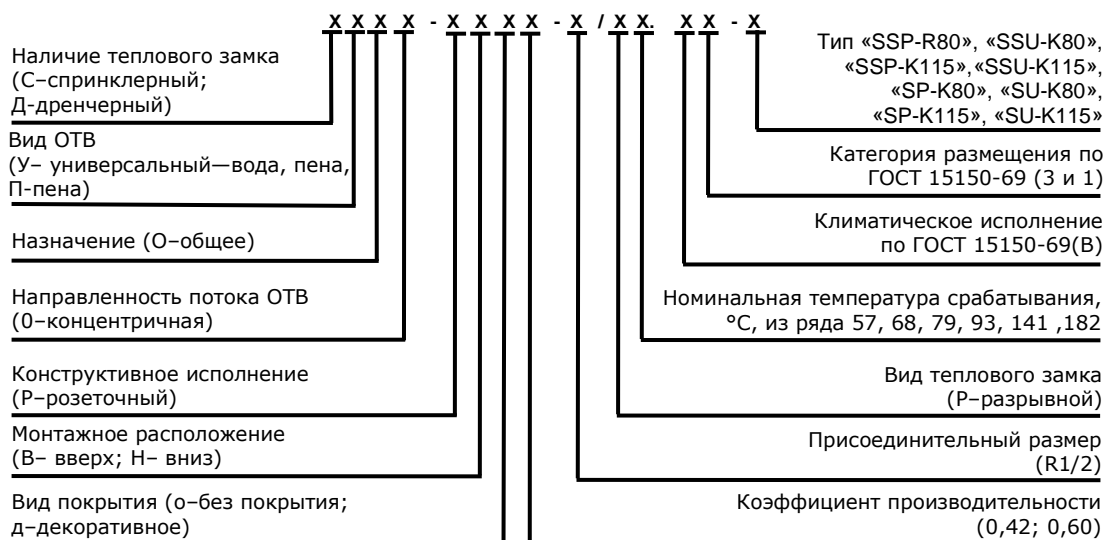 X X X X - X X X X - X / X X. X X - X
Наличие теплового замка
(С–спринклерный;
Д-дренчерный)
Вид ОТВ
(У– универсальный—вода, пена,
П-пена)
Назначение (О–общее)
Направленность потока ОТВ
(0–концентричная)
Конструктивное исполнение
(Р–розеточный)
Монтажное расположение
(В– вверх; Н– вниз)
Вид покрытия (о–без покрытия;
д–декоративное)
Тип «SSP-R80», «SSU-K80»,
«SSP-K115»,«SSU-K115»,
«SP-K80», «SU-K80»,
«SP-K115», «SU-K115»
Категория размещения по
ГОСТ 15150-69 (3 и 1)
Климатическое исполнение
по ГОСТ 15150-69(В)
Номинальная температура срабатывания,
°С, из ряда 57, 68, 79, 93, 141 ,182
Вид теплового замка
(Р–разрывной)
Присоединительный размер
(R1/2)
Коэффициент производительности
(0,42; 0,60)